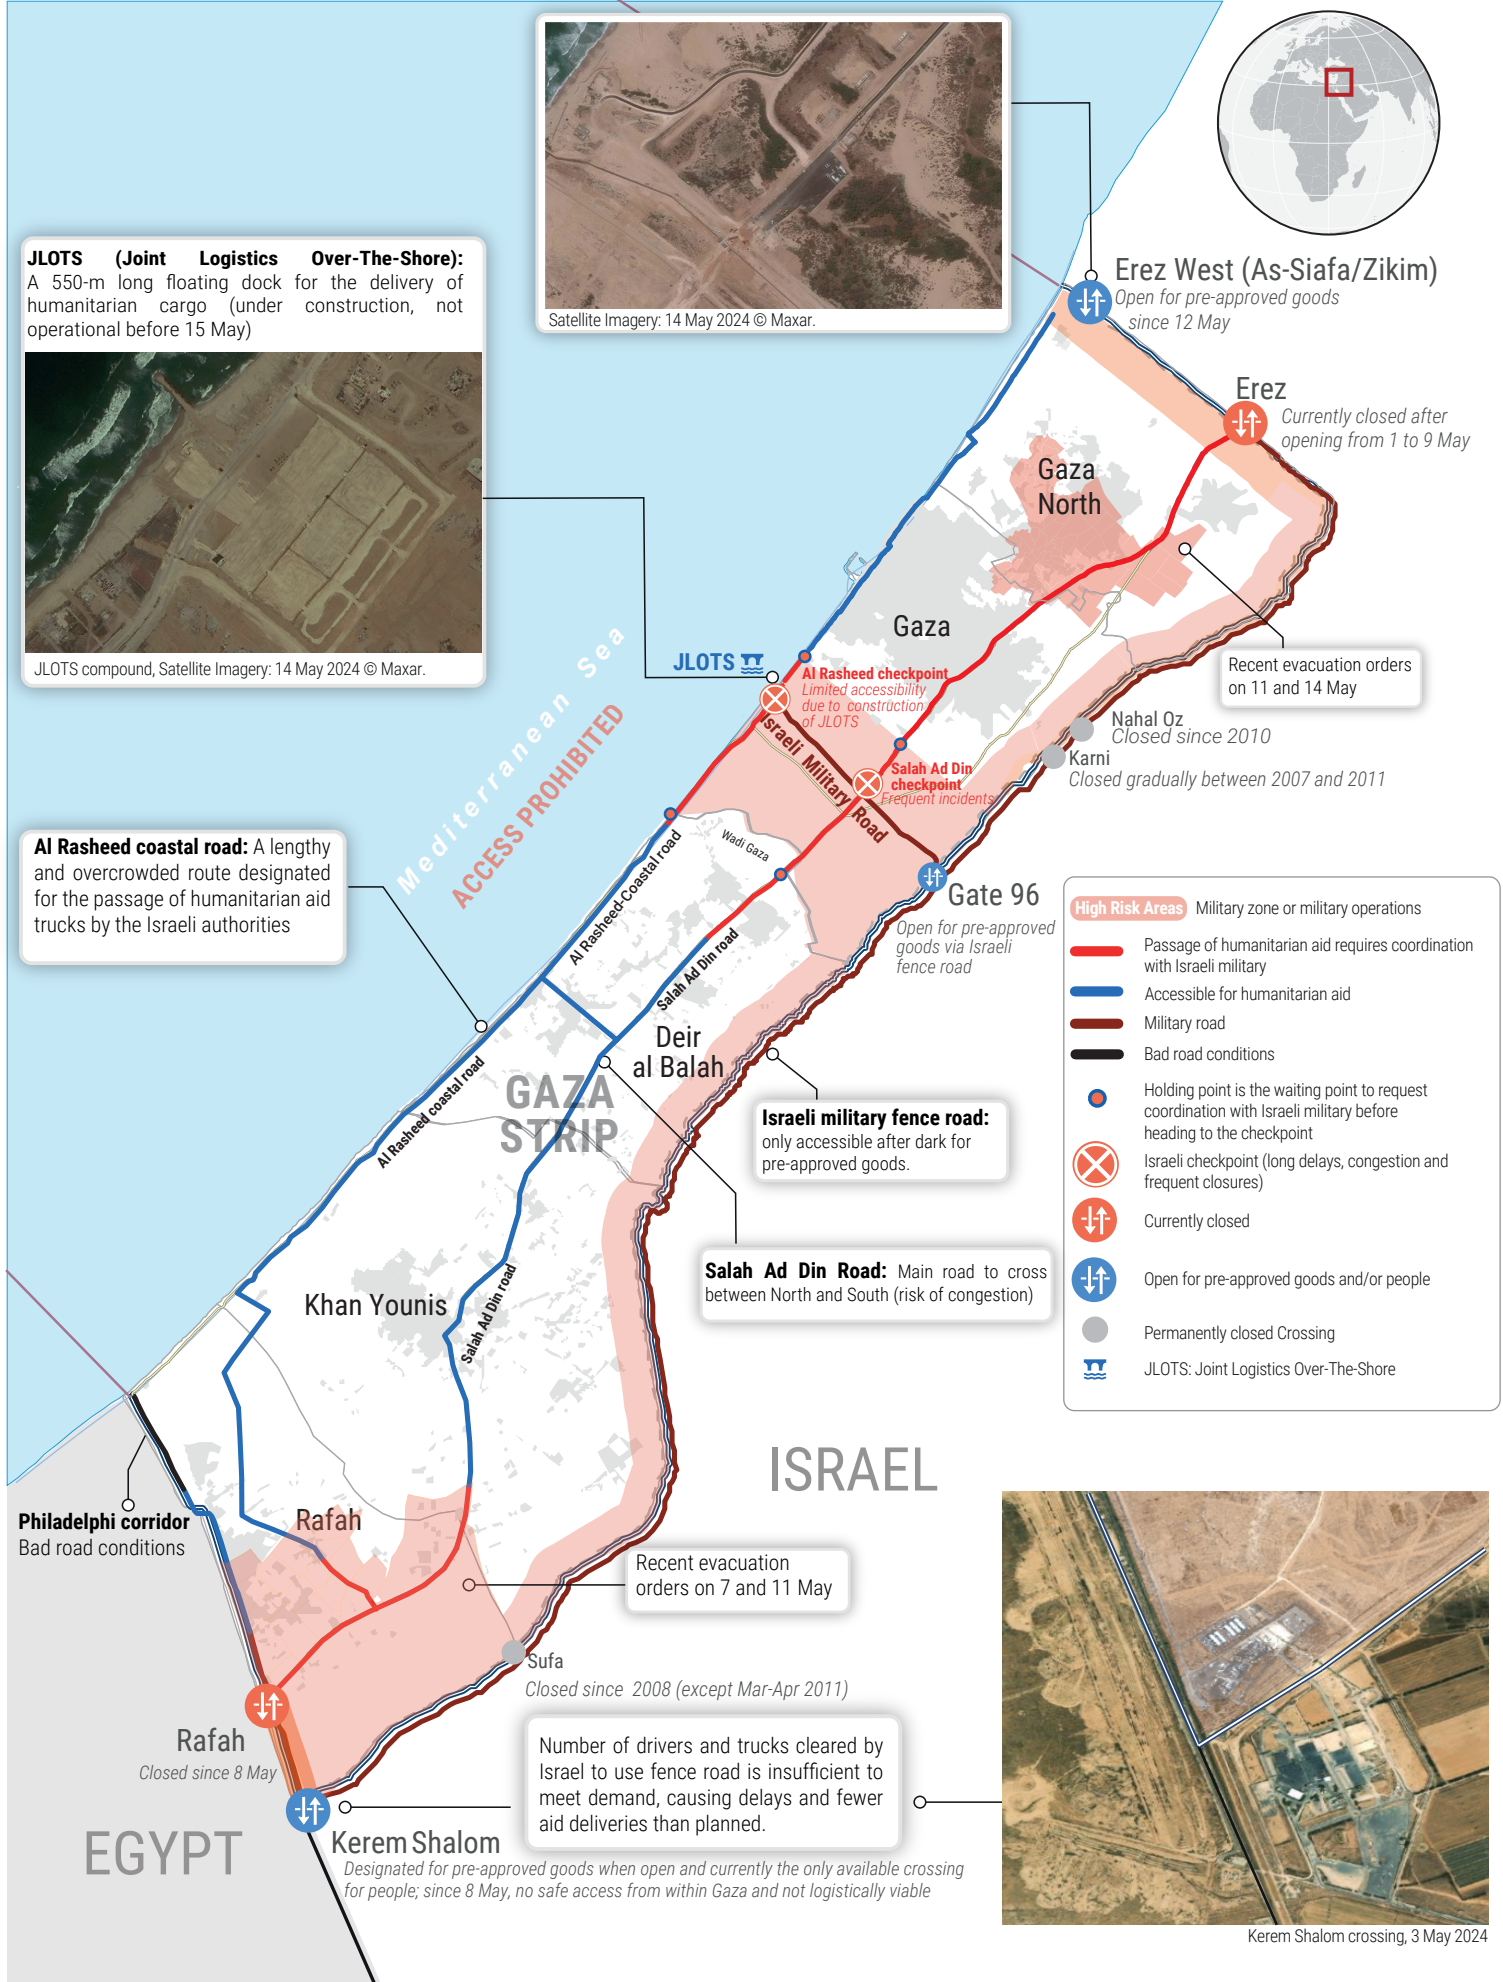 Satellite Imagery: 14 May 2024 © Maxar.
JLOTS (Joint Logistics Over-The-Shore):
A 550-m long floating dock for the delivery of
humanitarian cargo (under construction, not
operational before 15 May)
JLOTS compound, Satellite Imagery: 14 May 2024 © Maxar.
Erez West (As-Siafa/Zikim)
Open for pre-approved goods
since 12 May
Erez
Currently closed after
opening from 1 to 9 May
Gaza
North
Gaza
Recent evacuation orders
on 11 and 14 May
JLOTS
Al Rasheed checkpoint
Limited accessibility
due to construction
of JLOTS
Israeli Military Road
Salah Ad Din
checkpoint
Frequent incidents
Nahal Oz
Closed since 2010
Karni
Closed gradually between 2007 and 2011
Mediterranean Sea
ACCESS PROHIBITED
Al Rasheed coastal road: A lengthy
and overcrowded route designated
for the passage of humanitarian aid
trucks by the Israeli authorities
Wadi Gaza
Al Rasheed-Coastal road
Salah Ad Din road
Gate 96
Open for pre-approved
goods via Israeli
fence road
Deir
al Balah
GAZA
STRIP
Al Rasheed coastal road
Israeli military fence road:
only accessible after dark for
pre-approved goods.
Salah Ad Din Road: Main road to cross
between North and South (risk of congestion)
Khan Younis
Salah Ad Din road
High Risk Areas Military zone or military operations
Passage of humanitarian aid requires coordination
with Israeli military
Accessible for humanitarian aid
Military road
Bad road conditions
Holding point is the waiting point to request
coordination with Israeli military before
heading to the checkpoint
Israeli checkpoint (long delays, congestion and
frequent closures)
Currently closed
Open for pre-approved goods and/or people
Permanently closed Crossing
JLOTS: Joint Logistics Over-The-Shore
ISRAEL
Philadelphi corridor
Bad road conditions
Rafah
Recent evacuation
orders on 7 and 11 May
Sufa
Closed since 2008 (except Mar-Apr 2011)
Rafah
Closed since 8 May
Number of drivers and trucks cleared by
Israel to use fence road is insufficient to
meet demand, causing delays and fewer
aid deliveries than planned.
EGYPT
Kerem Shalom
Designated for pre-approved goods when open and currently the only available crossing
for people; since 8 May, no safe access from within Gaza and not logistically viable
Kerem Shalom crossing, 3 May 2024